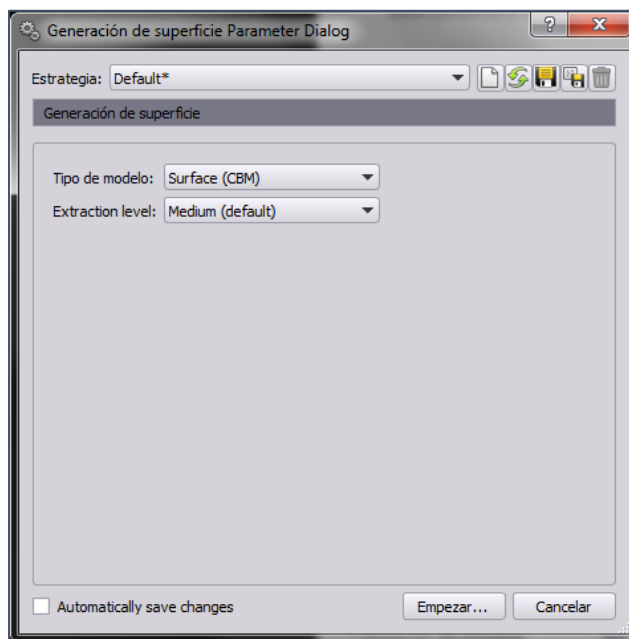 Generación de superficie Parameter Dialog
Estrategia: Default*
Generación de superficie
Tipo de modelo: Surface (CBM)
Extraction level: Medium (default)
Automatically save changes Empezar... Cancelar